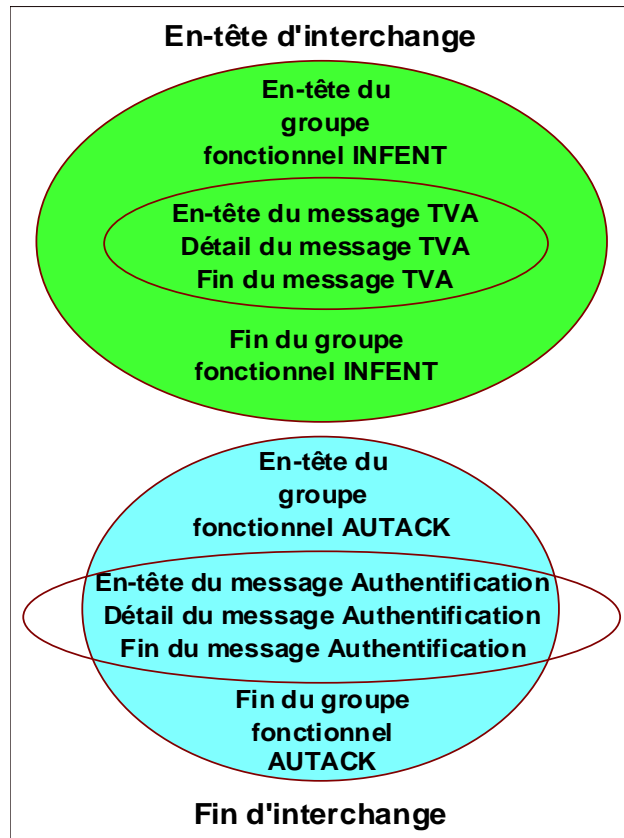 En-tête d'interchange
En-tête du
groupe
fonctionnel INFENT
En-tête du message TVA
Détail du message TVA
Fin du message TVA
Fin du groupe
fonctionnel INFENT
En-tête du
groupe
fonctionnel AUTACK
En-tête du message Authentification
Détail du message Authentification
Fin du message Authentification
Fin du groupe
fonctionnel
AUTACK
Fin d'interchange